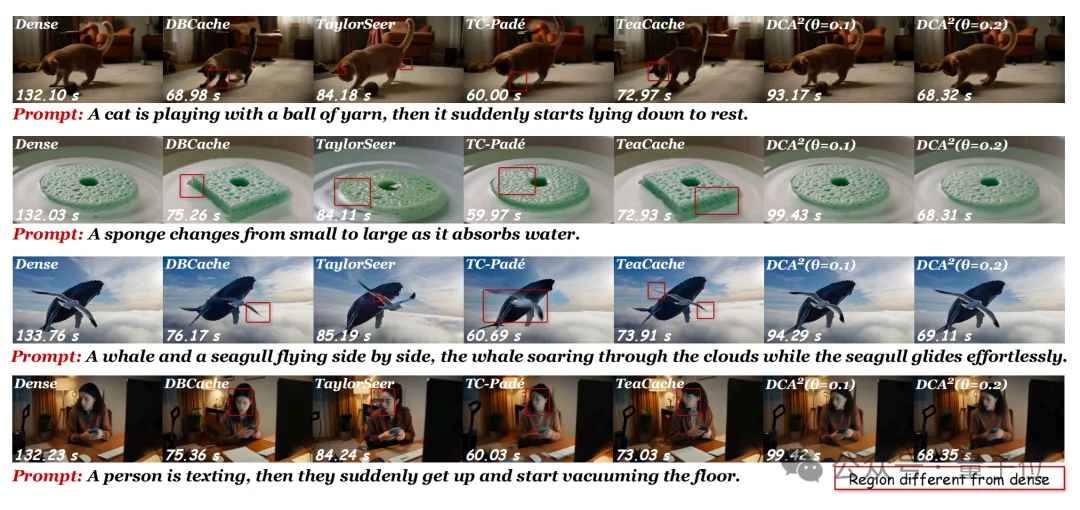 Dense DBCache TaylorSeer TC-Padé TeaCache DCA²(θ=0.1) DCA²(θ=0.2)
132.10 s 68.98 s 84.18 s 60.00 s 72.97 s 93.17 s 68.32 s
Prompt: A cat is playing with a ball of yarn, then it suddenly starts lying down to rest.
Dense DBCache TaylorSeer TC-Padé TeaCache DCA²(θ=0.1) DCA²(θ=0.2)
132.03 s 75.26 s 84.11 s 59.97 s 72.93 s 99.43 s 68.31 s
Prompt: A sponge changes from small to large as it absorbs water.
Dense DBCache TaylorSeer TC-Padé TeaCache DCA²(θ=0.1) DCA²(θ=0.2)
133.76 s 76.17 s 85.19 s 60.69 s 73.91 s 94.29 s 69.11 s
Prompt: A whale and a seagull flying side by side, the whale soaring through the clouds while the seagull glides effortlessly.
Dense DBCache TaylorSeer TC-Padé TeaCache DCA²(θ=0.1) DCA²(θ=0.2)
132.23 s 75.36 s 84.24 s 60.03 s 73.03 s 99.42 s 68.35 s
Prompt: A person is texting, then they suddenly get up and start vacuuming the floor.
公众号 · 量子位
Region different from dense